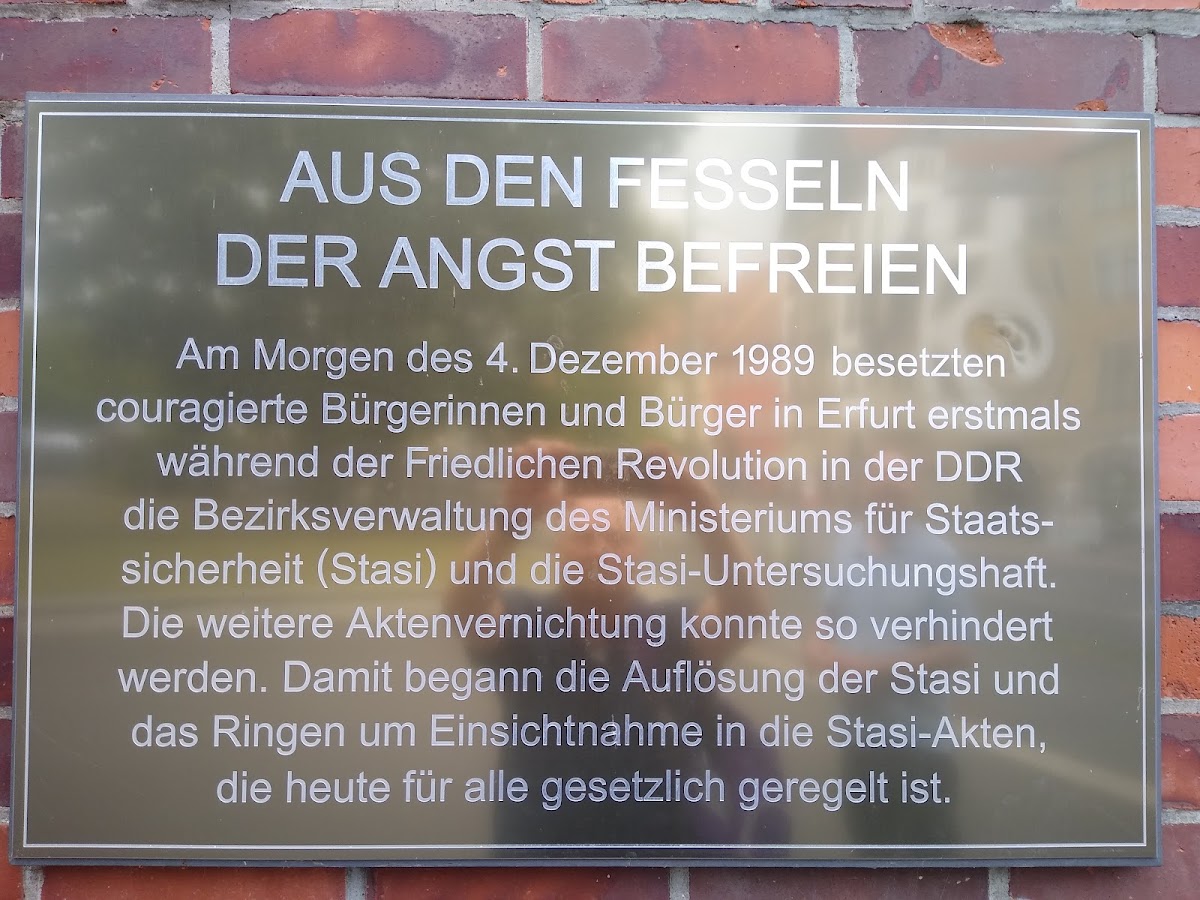 AUS DEN FESSELN
DER ANGST BEFREIEN
Am Morgen des 4. Dezember 1989 besetzten
couragierte Bürgerinnen und Bürger in Erfurt erstmals
während der Friedlichen Revolution in der DDR
die Bezirksverwaltung des Ministeriums für Staats-
sicherheit (Stasi) und die Stasi-Untersuchungshaft.
Die weitere Aktenvernichtung konnte so verhindert
werden. Damit begann die Auflösung der Stasi und
das Ringen um Einsichtnahme in die Stasi-Akten,
die heute für alle gesetzlich geregelt ist.